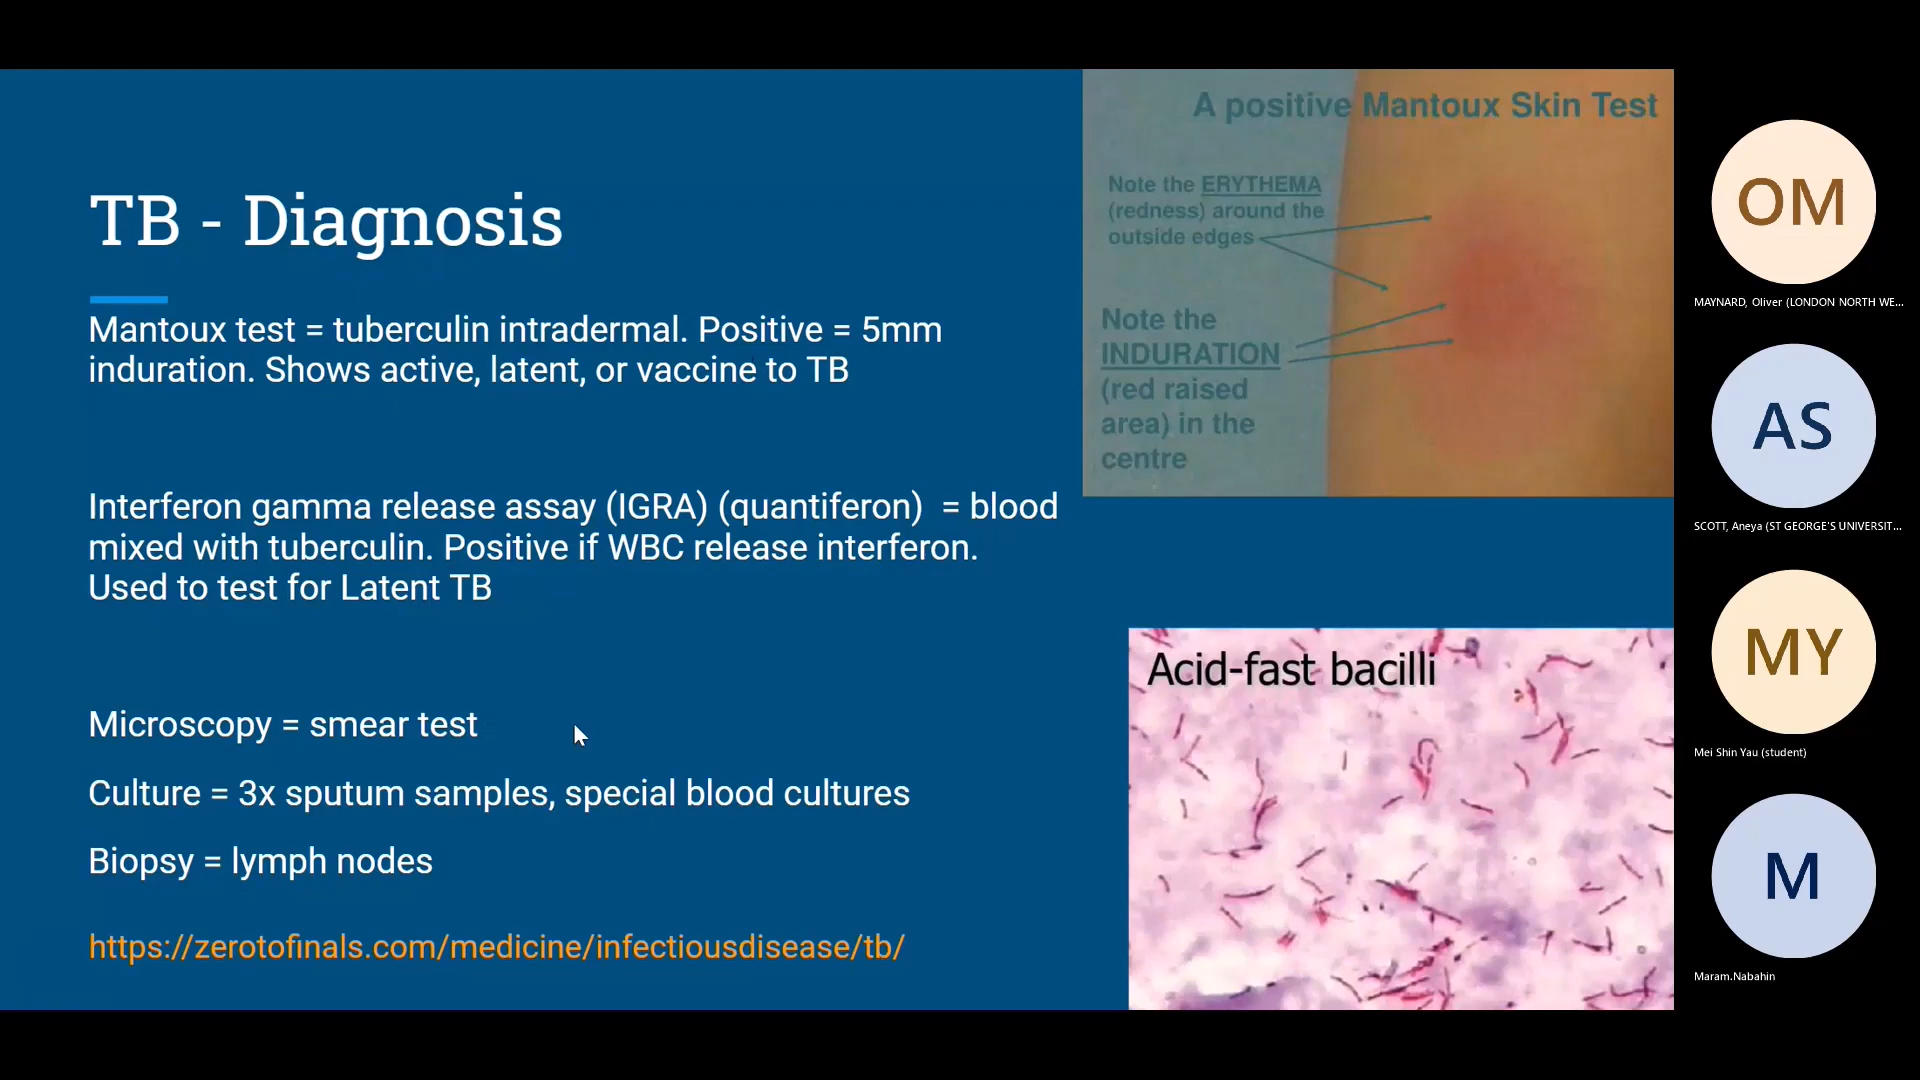 TB - Diagnosis
Mantoux test = tuberculin intradermal. Positive = 5mm
induration. Shows active, latent, or vaccine to TB
Interferon gamma release assay (IGRA) (quantiferon)  = blood
mixed with tuberculin. Positive if WBC release interferon.
Used to test for Latent TB
Microscopy = smear test
Culture = 3x sputum samples, special blood cultures
Biopsy = lymph nodes
https://zerotofinals.com/medicine/infectiousdisease/tb/
A positive Mantoux Skin Test
Note the ERYTHEMA
(redness) around the
outside edges
Note the
INDURATION
(red raised
area) in the
centre
Acid-fast bacilli
OM
MAYNARD, Oliver (LONDON NORTH WE...
AS
SCOTT, Aneya (ST GEORGE'S UNIVERSIT...
MY
Mei Shin Yau (student)
M
Maram.Nabahin